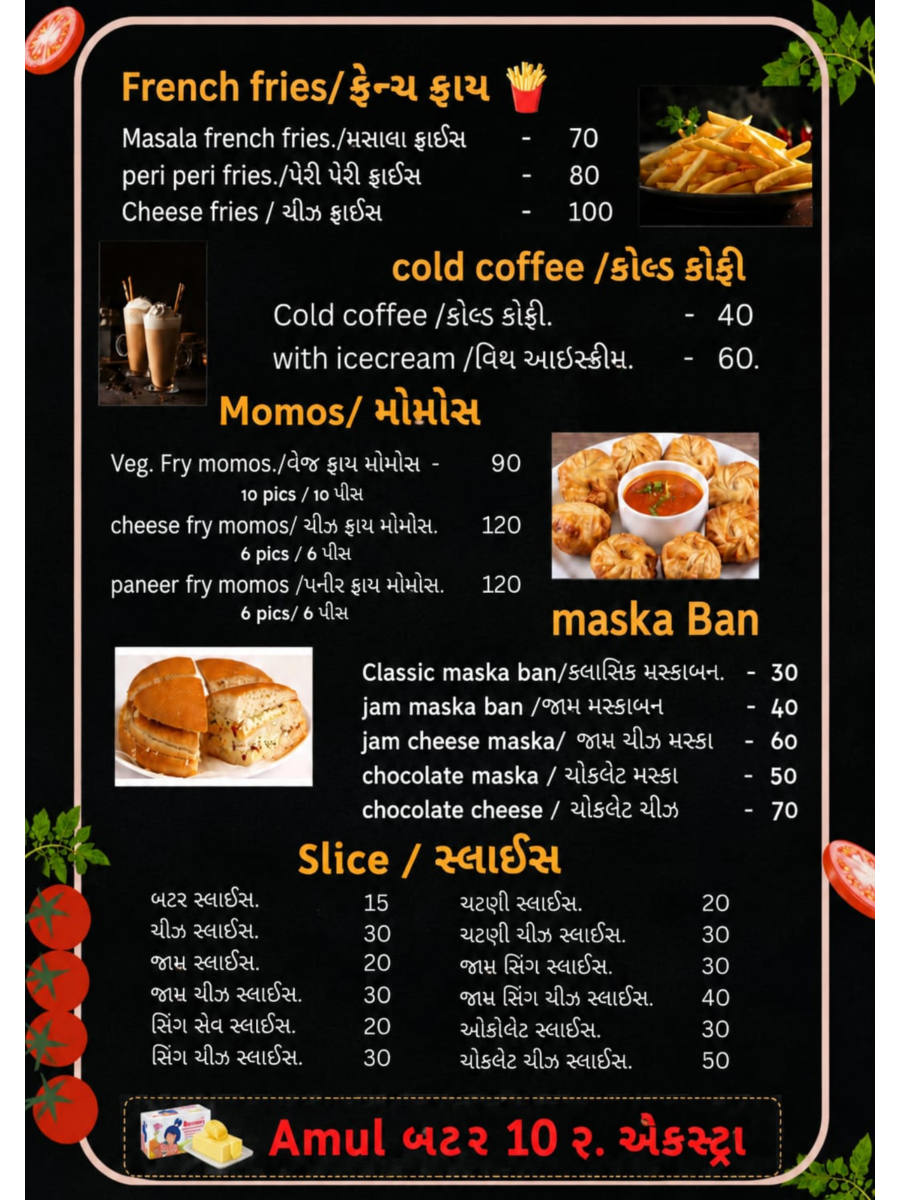 French fries/ફ્રેન્ચ ફ્રાય
Masala french fries./મસાલા ફ્રાઈસ - 70
peri peri fries./પેરી પેરી ફ્રાઈસ - 80
Cheese fries / ચીઝ ફ્રાઈસ - 100
cold coffee /કોલ્ડ કોફી
Cold coffee /કોલ્ડ કોફી. - 40
with icecream /વિથ આઇસ્ક્રીમ. - 60.
Momos/ મોમોસ
Veg. Fry momos./વેજ ફ્રાય મોમોસ - 90
10 pics / 10 પીસ
cheese fry momos/ ચીઝ ફ્રાય મોમોસ. 120
6 pics / 6 પીસ
paneer fry momos /પનીર ફ્રાય મોમોસ. 120
6 pics/ 6 પીસ
maska Ban
Classic maska ban/ક્લાસિક મસ્કાબન. - 30
jam maska ban /જામ મસ્કાબન - 40
jam cheese maska/ જામ ચીઝ મસ્કા - 60
chocolate maska / ચોકલેટ મસ્કા - 50
chocolate cheese / ચોકલેટ ચીઝ - 70
Slice / સ્લાઈસ
બટર સ્લાઈસ. 15
ચીઝ સ્લાઈસ. 30
જામ સ્લાઈસ. 20
જામ ચીઝ સ્લાઈસ. 30
સિંગ સેવ સ્લાઈસ. 20
સિંગ ચીઝ સ્લાઈસ. 30
ચટણી સ્લાઈસ. 20
ચટણી ચીઝ સ્લાઈસ. 30
જામ સિંગ સ્લાઈસ. 30
જામ સિંગ ચીઝ સ્લાઈસ. 40
ઓકોલેટ સ્લાઈસ. 30
ચોકલેટ ચીઝ સ્લાઈસ. 50
Amul બટર 10 ર. એકસ્ટ્રા